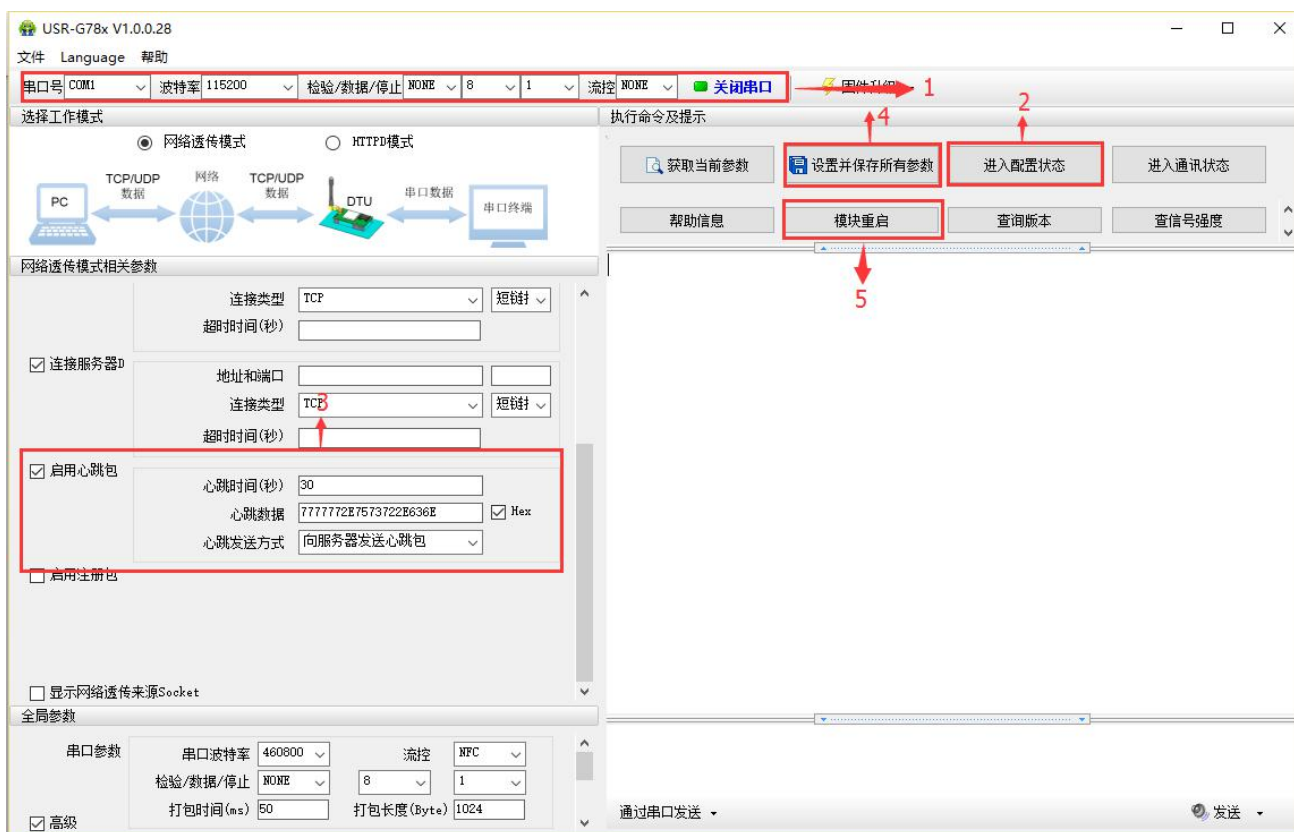 USR-G78x V1.0.0.28
文件 Language 帮助
串口号 COM1 波特率 115200 检验/数据/停止 NONE 8 1 流控 NONE 关闭串口 固件升级 1
选择工作模式
网络透传模式 HTTPD模式
PC
TCP/UDP
数据
网络
TCP/UDP
数据
DTU
串口数据
串口终端
执行命令及提示
4
2
获取当前参数 设置并保存所有参数 进入配置状态 进入通讯状态
帮助信息 模块重启 查询版本 查信号强度
5
网络透传模式相关参数
连接类型 TCP
超时时间(秒)
连接服务器D
地址和端口
连接类型 TCP
3
超时时间(秒)
启用心跳包
心跳时间(秒) 30
心跳数据 7777772E7573722E636E Hex
心跳发送方式 向服务器发送心跳包
启用注册包
显示网络透传来源Socket
全局参数
串口参数 串口波特率 460800 流控 NFC
检验/数据/停止 NONE 8 1
打包时间(ms) 50 打包长度(Byte) 1024
高级
通过串口发送 发送